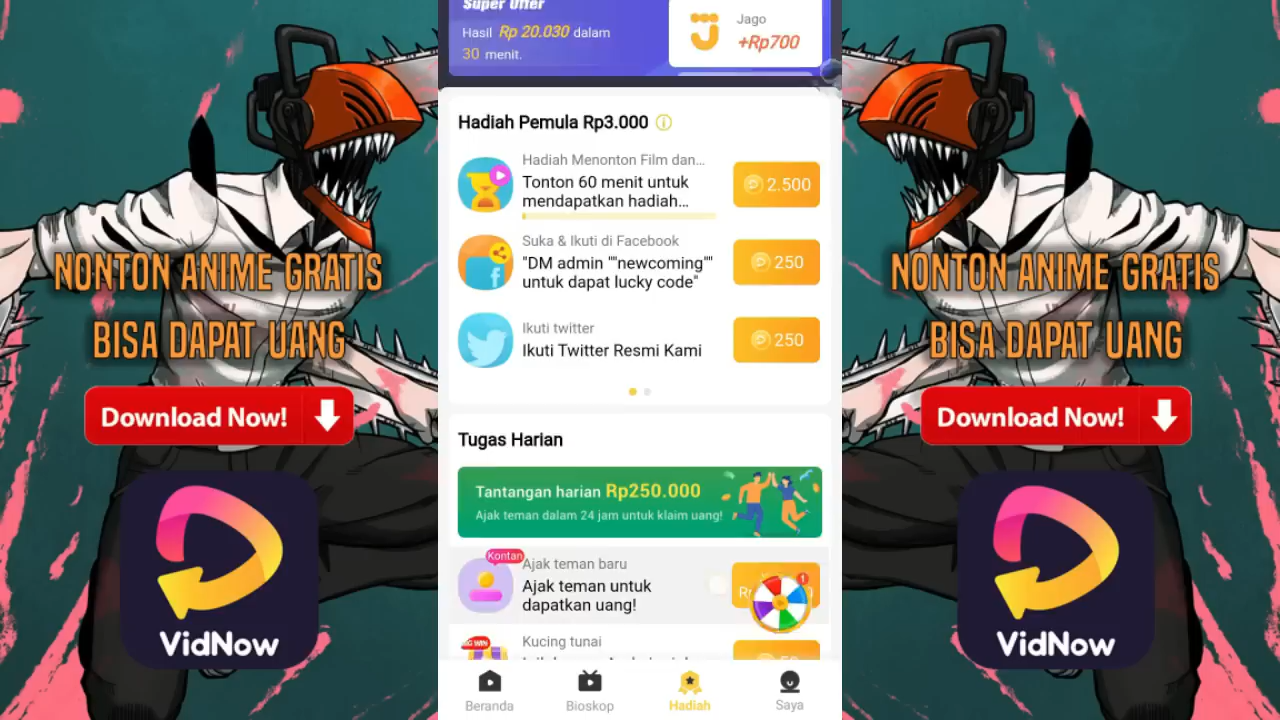 NONTON ANIME GRATIS
BISA DAPAT UANG
Download Now!
VidNow
Super Offer
Hasil Rp 20.030 dalam
30 menit.
Jago
+Rp700
Hadiah Pemula Rp3.000
Hadiah Menonton Film dan...
Tonton 60 menit untuk
mendapatkan hadiah...
2.500
Suka & Ikuti di Facebook
"DM admin ""newcoming""
untuk dapat lucky code"
250
Ikuti twitter
Ikuti Twitter Resmi Kami
250
Tugas Harian
Tantangan harian Rp250.000
Ajak teman dalam 24 jam untuk klaim uang!
Kontan
Ajak teman baru
Ajak teman untuk
dapatkan uang!
1
Kucing tunai
Beranda
Bioskop
Hadiah
Saya
NONTON ANIME GRATIS
BISA DAPAT UANG
Download Now!
VidNow